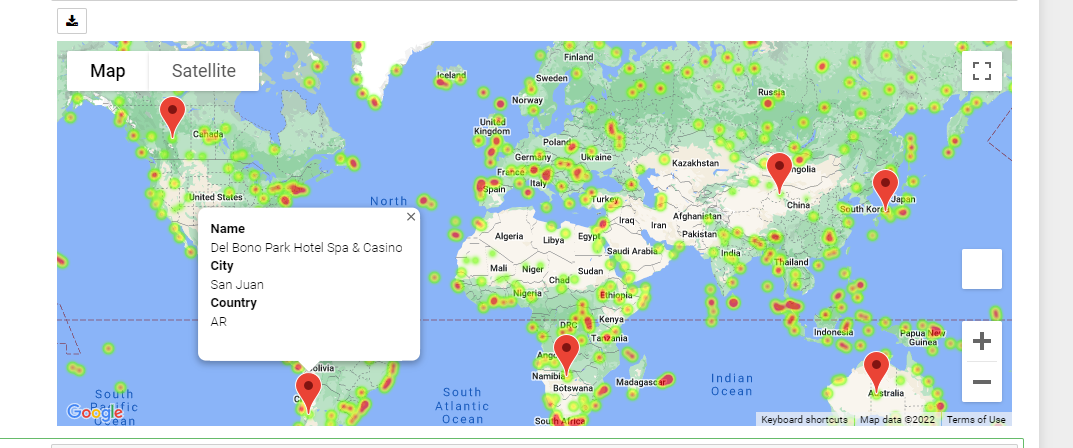 Map
Satellite
Iceland
Finland
Sweden
Norway
Russia
Canada
United
Kingdom
Poland
Germany
Ukraine
Kazakhstan
France
Italy
Spain
Turkey
China
Japan
South
United States
North
Iraq
Iran
Afghanistan
Pakistan
Algeria
Libya
Egypt
Saudi Arabia
India
Thailand
Mali
Niger
Chad
Sudan
Nigeria
Ethiopia
Name
Del Bono Park Hotel Spa & Casino
City
San Juan
Country
AR
DRC
Kenya
Tanzania
Indonesia
Papua New
Guinea
Namibia
Botswana
Madagascar
South Africa
Australia
South
Pacific
Ocean
South
Atlantic
Ocean
Indian
Ocean
Google
Keyboard shortcuts
Map data ©2022
Terms of Use